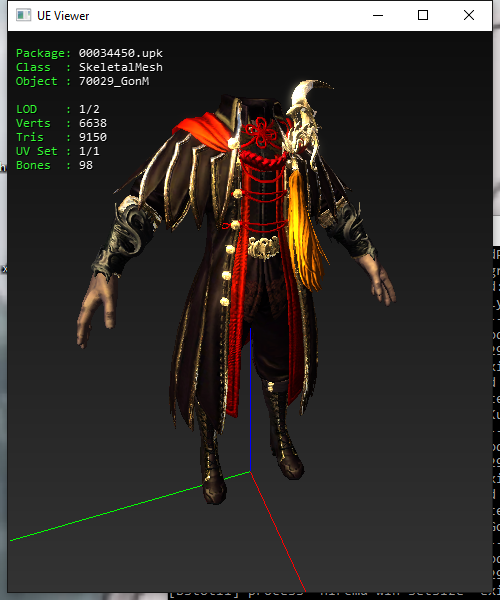 UE Viewer
Package: 00034450.upk
Class : SkeletalMesh
Object : 70029_GonM
LOD : 1/2
Verts : 6638
Tris : 9150
UV Set : 1/1
Bones : 98